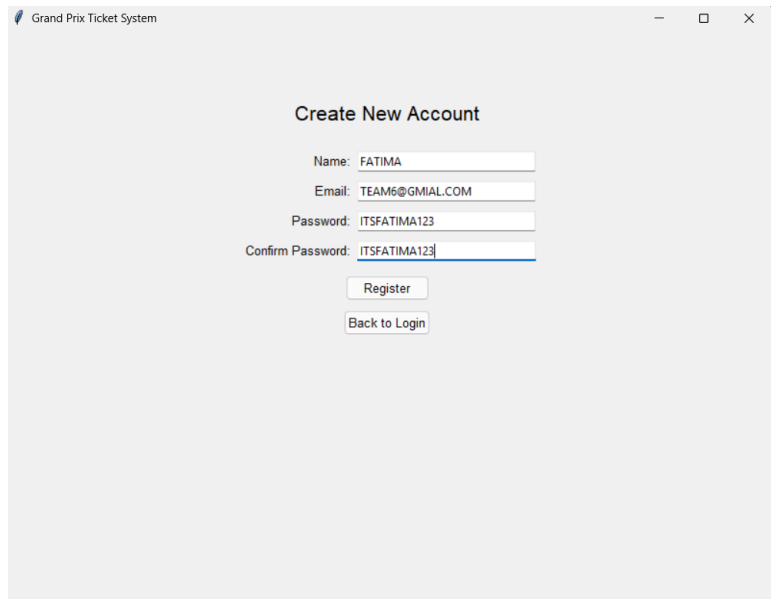 Grand Prix Ticket System
Create New Account
Name: FATIMA
Email: TEAM6@GMIAL.COM
Password: ITSFATIMA123
Confirm Password: ITSFATIMA123
Register
Back to Login